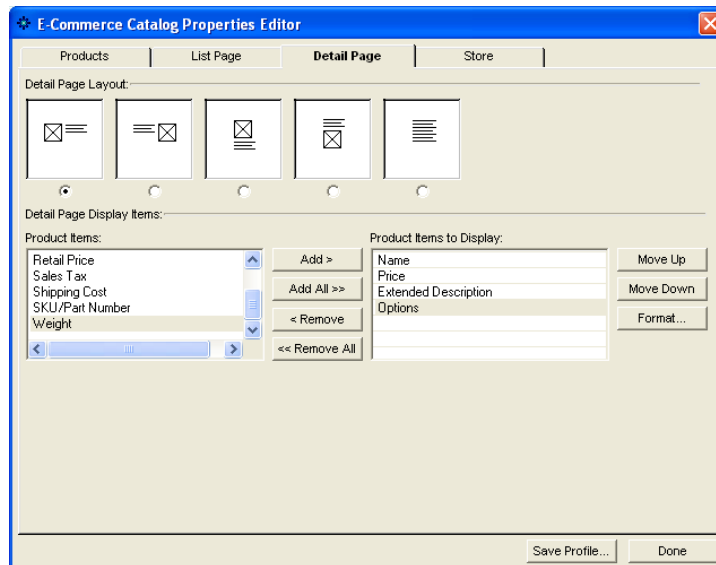 E-Commerce Catalog Properties Editor
Products
List Page
Detail Page
Store
Detail Page Layout:
Detail Page Display Items:
Product Items:
Product Items to Display:
Retail Price
Sales Tax
Shipping Cost
SKU/Part Number
Weight
Add >
Add All >>
< Remove
<< Remove All
Name
Price
Extended Description
Options
Move Up
Move Down
Format...
Save Profile...
Done